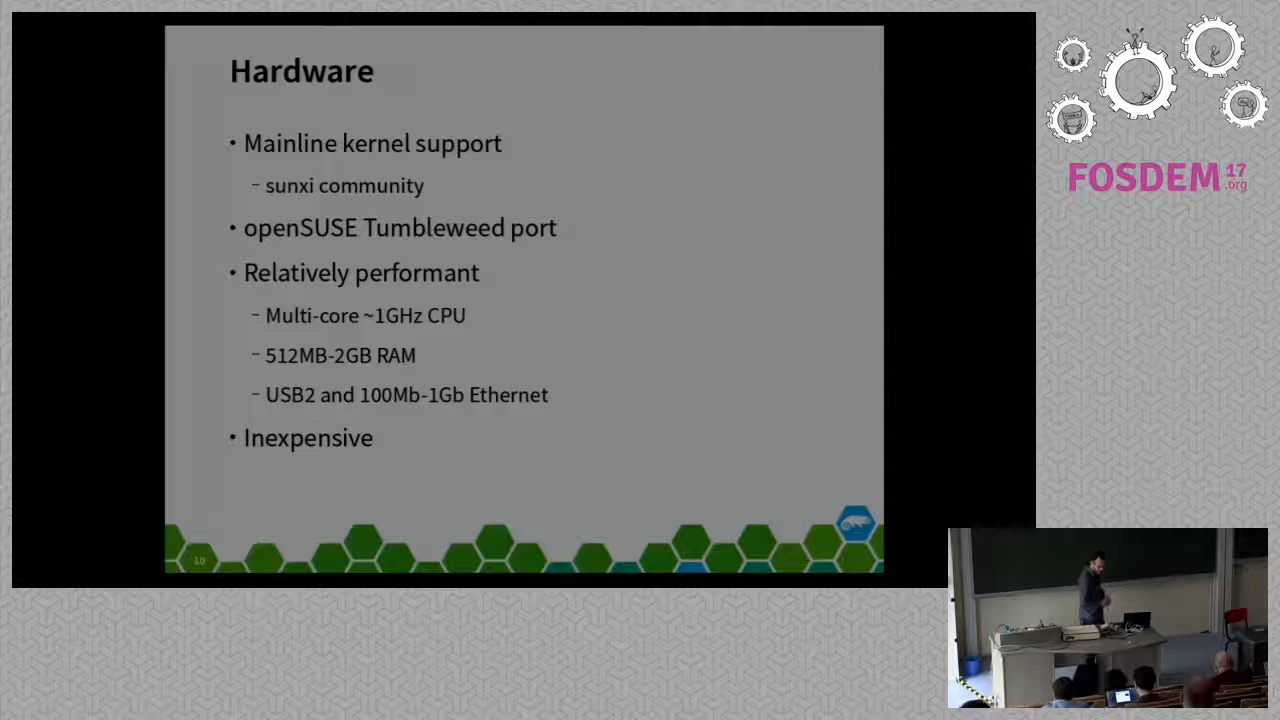 Hardware
• Mainline kernel support
– sunxi community
• openSUSE Tumbleweed port
• Relatively performant
– Multi-core ~1GHz CPU
– 512MB-2GB RAM
– USB2 and 100Mb-1Gb Ethernet
• Inexpensive
10
FOSDEM 17
.org